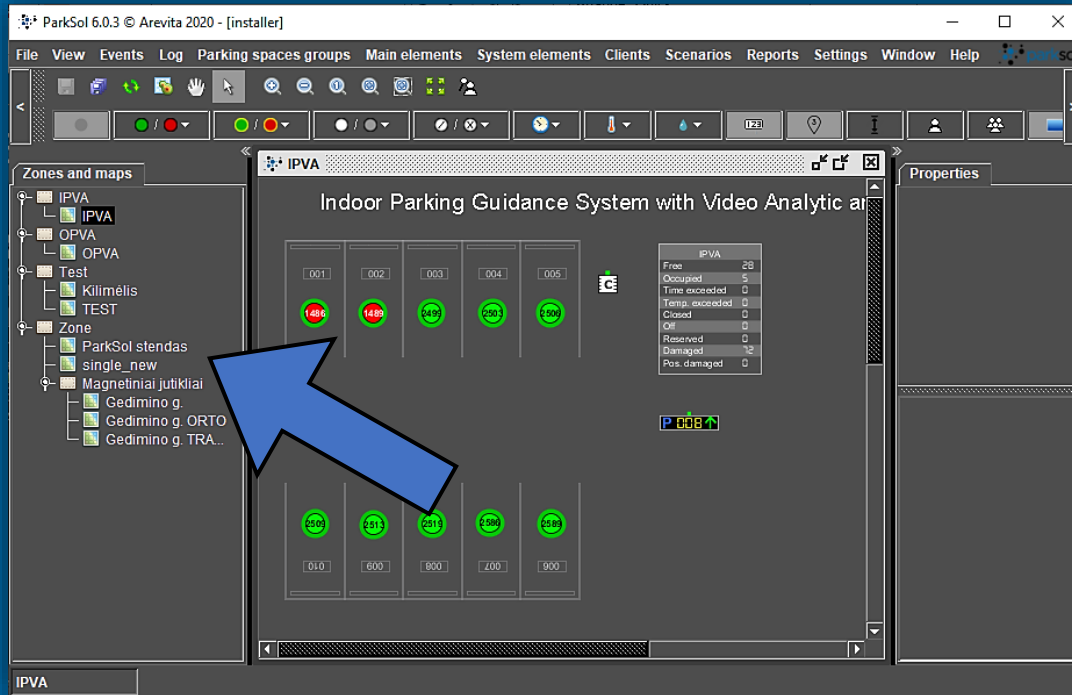 ParkSol 6.0.3 © Arevita 2020 - [installer]
File View Events Log Parking spaces groups Main elements System elements Clients Scenarios Reports Settings Window Help
123
3
Zones and maps
IPVA
IPVA
OPVA
OPVA
Test
Kilimélis
TEST
Zone
ParkSol stendas
single_new
Magnetiniai jutikliai
Gedimino g.
Gedimino g. ORTO
Gedimino g. TRA...
IPVA
Indoor Parking Guidance System with Video Analytic an
001 002 003 004 005
1486 1489 2499 2503 2506
C
IPVA
Free 28
Occupied 5
Time exceeded 0
Temp. exceeded 0
Closed 0
Off 0
Reserved 0
Damaged 72
Pos. damaged 0
P 008
2509 2513 2519 2586 2589
010 009 008 007 006
Properties
IPVA